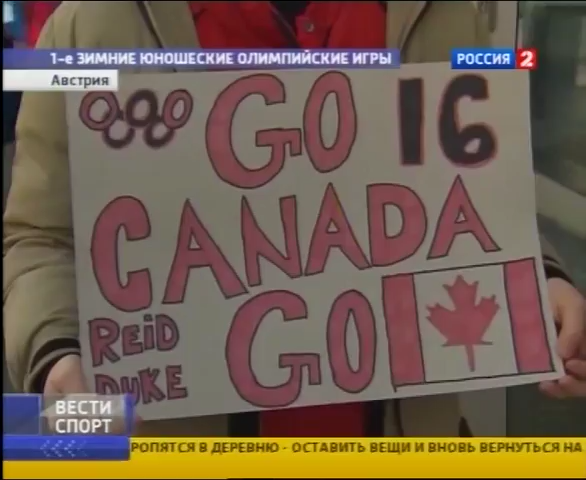 1-е ЗИМНИЕ ЮНОШЕСКИЕ ОЛИМПИЙСКИЕ ИГРЫ
РОССИЯ 2
Австрия
GO 16
CANADA
REiD
DUKE
GO
ВЕСТИ
СПОРТ
РОПЯТСЯ В ДЕРЕВНЮ - ОСТАВИТЬ ВЕЩИ И ВНОВЬ ВЕРНУТЬСЯ НА